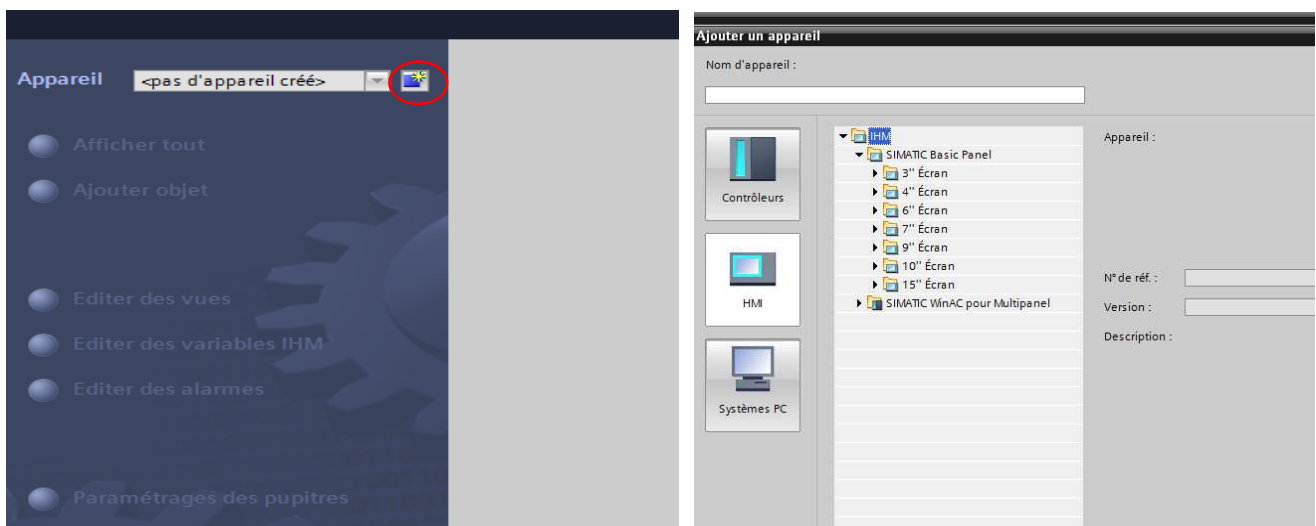 Appareil
<pas d'appareil créé>
Afficher tout
Ajouter objet
Editer des vues
Editer des variables IHM
Editer des alarmes
Paramétrages des pupitres
Ajouter un appareil
Nom d'appareil :
Contrôleurs
HMI
Systèmes PC
IHM
SIMATIC Basic Panel
3'' Écran
4'' Écran
6'' Écran
7'' Écran
9'' Écran
10'' Écran
15'' Écran
SIMATIC WinAC pour Multipanel
Appareil :
N° de réf. :
Version :
Description :